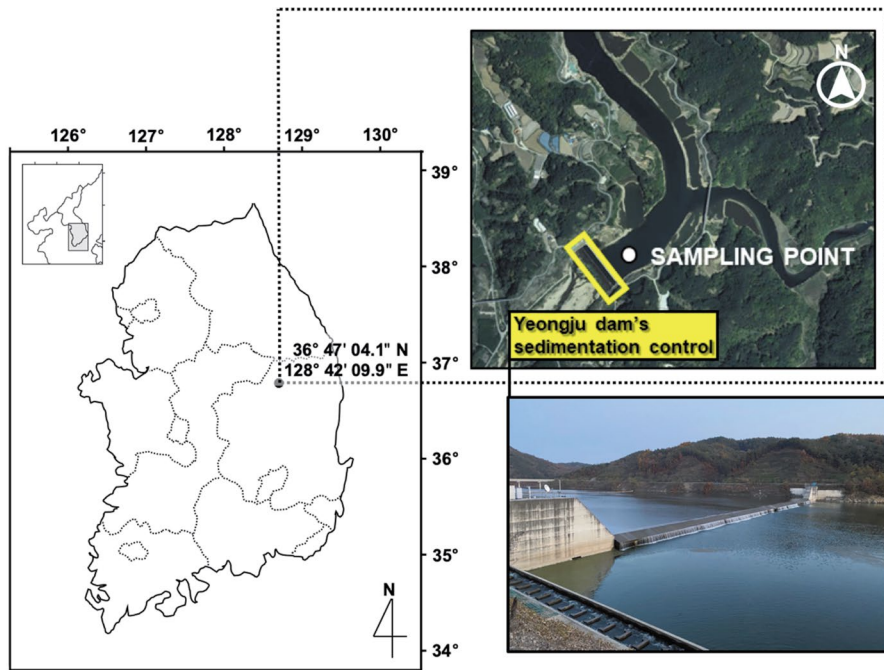 126° 127° 128° 129° 130°
39°
38°
37°
36°
35°
34°
36° 47' 04.1" N
128° 42' 09.9" E
N
N
SAMPLING POINT
Yeongju dam's
sedimentation control